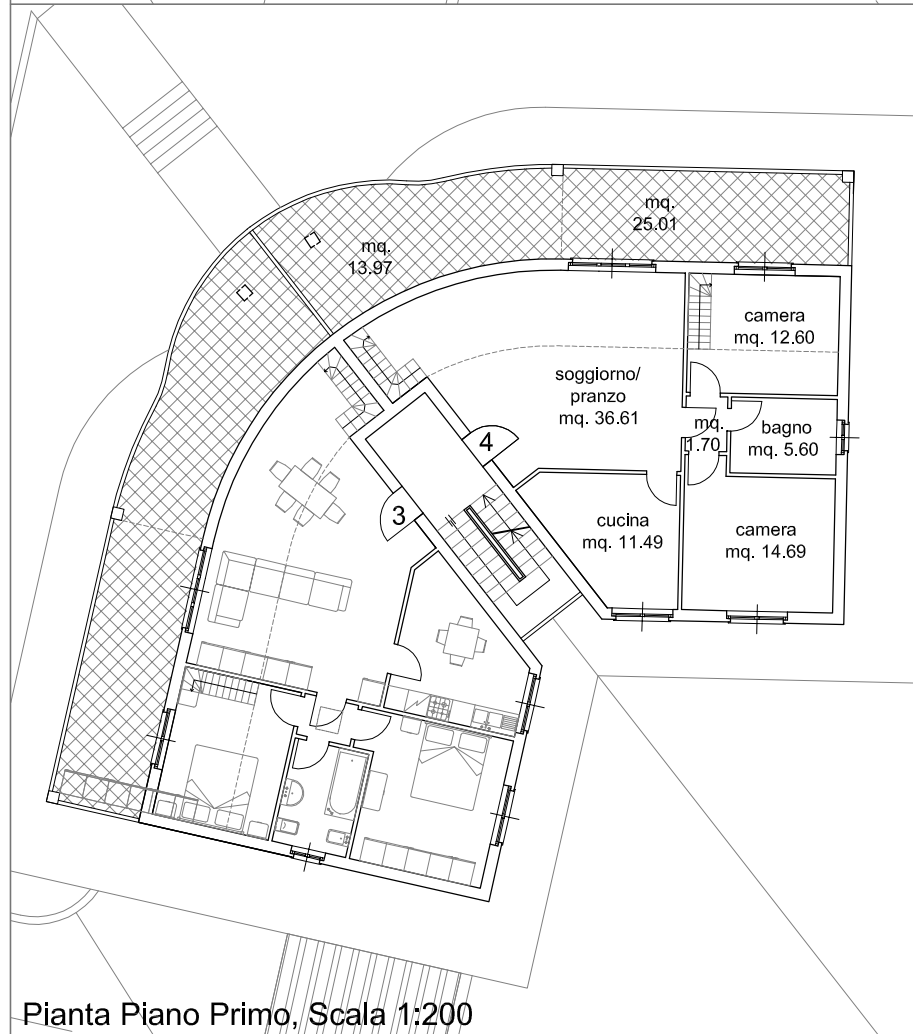 mq.
25.01
mq.
13.97
camera
mq. 12.60
soggiorno/
pranzo
mq. 36.61
mq.
1.70
bagno
mq. 5.60
4
3
cucina
mq. 11.49
camera
mq. 14.69
Pianta Piano Primo, Scala 1:200